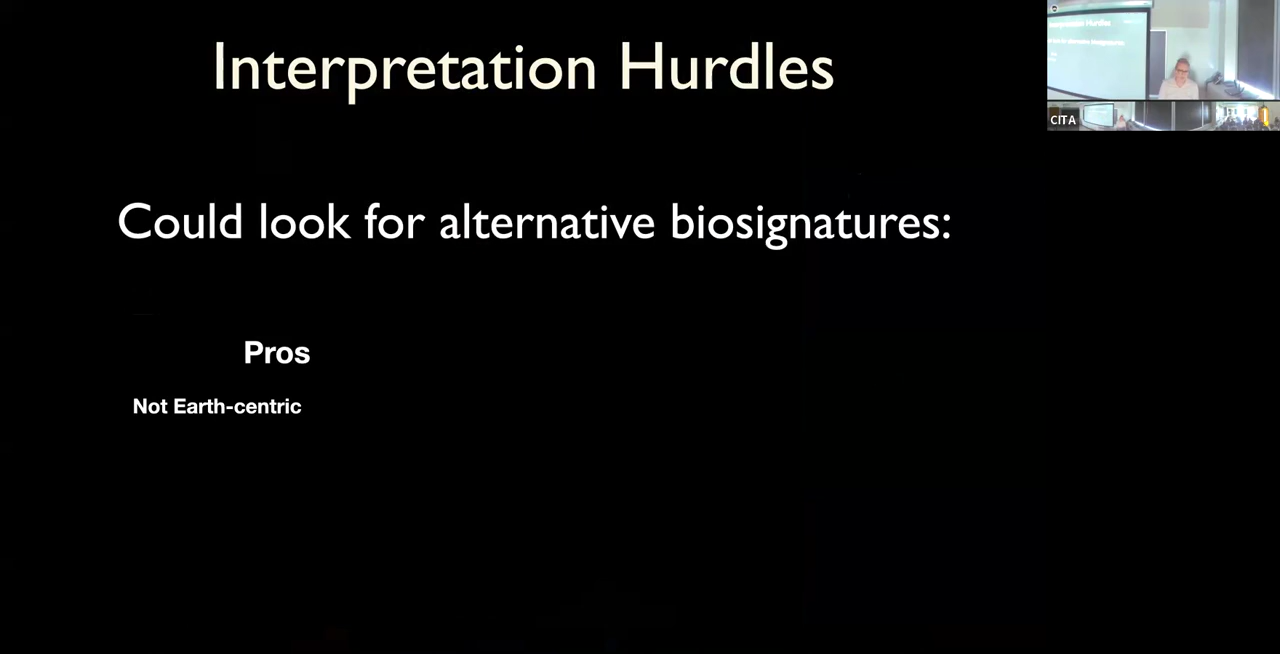 Interpretation Hurdles
CITA
Could look for alternative biosignatures:
Pros
Not Earth-centric